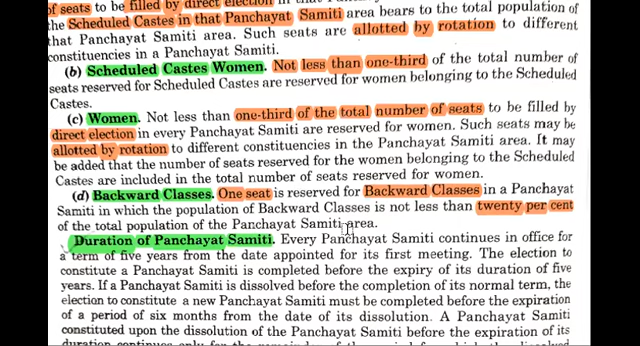 of seats to be filled by direct election in that Panchayat
the Scheduled Castes in that Panchayat Samiti area bears to the total population of
that Panchayat Samiti area. Such seats are allotted by rotation to different
constituencies in a Panchayat Samiti.
(b) Scheduled Castes Women. Not less than one-third of the total number of
seats reserved for Scheduled Castes are reserved for women belonging to the Scheduled
Castes.
(c) Women. Not less than one-third of the total number of seats to be filled by
direct election in every Panchayat Samiti are reserved for women. Such seats may be
allotted by rotation to different constituencies in the Panchayat Samiti area. It may
be added that the number of seats reserved for the women belonging to the Scheduled
Castes are included in the total number of seats reserved for women.
(d) Backward Classes. One seat is reserved for Backward Classes in a Panchayat
Samiti in which the population of Backward Classes is not less than twenty per cent
of the total population of the Panchayat Samiti area.
Duration of Panchayat Samiti. Every Panchayat Samiti continues in office for
a term of five years from the date appointed for its first meeting. The election to
constitute a Panchayat Samiti is completed before the expiry of its duration of five
years. If a Panchayat Samiti is dissolved before the completion of its normal term, the
election to constitute a new Panchayat Samiti must be completed before the expiration
of a period of six months from the date of its dissolution. A Panchayat Samiti
constituted upon the dissolution of the Panchayat Samiti before the expiration of its
duration continues only for the